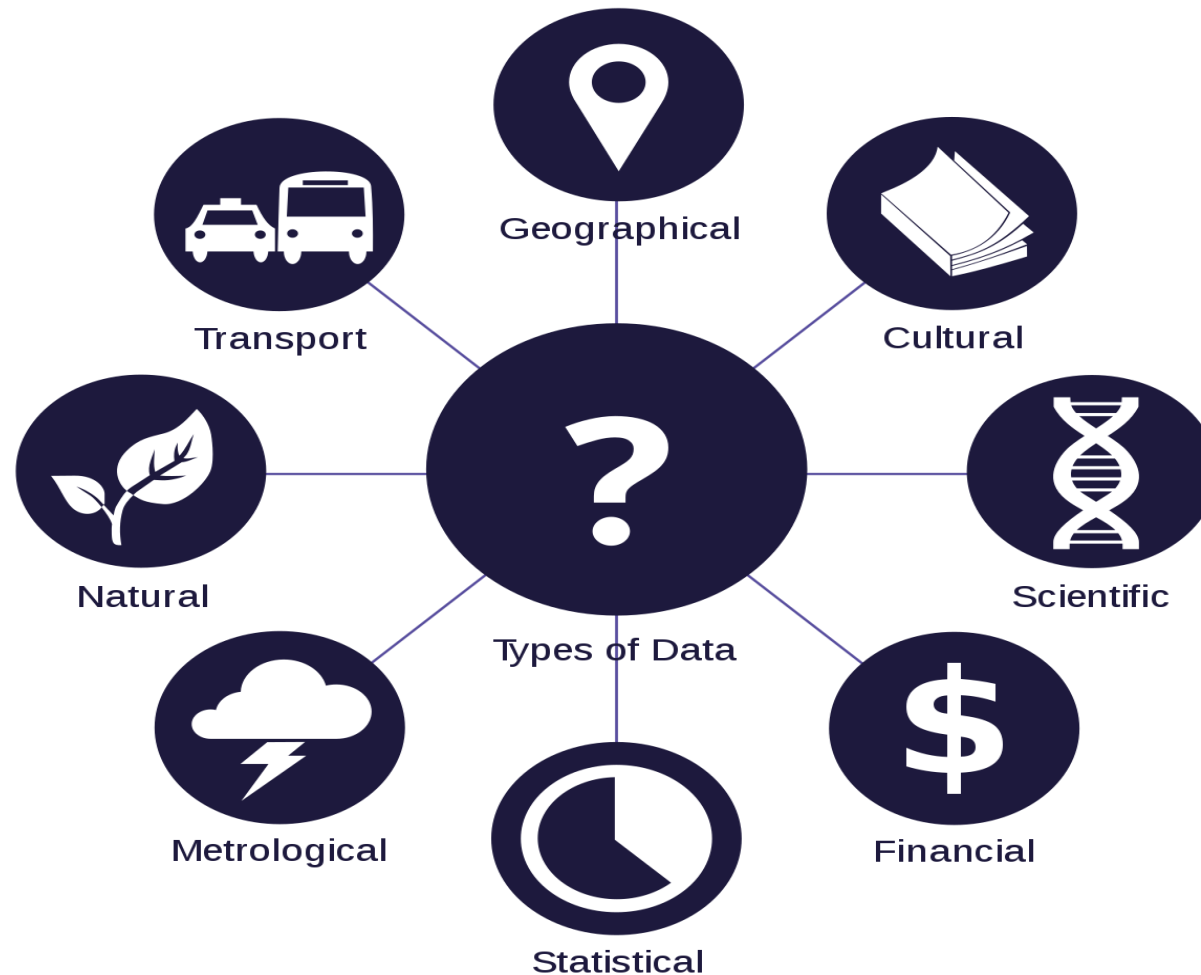 Geographical
Transport
Cultural
?
Natural
Scientific
Types of Data
$
Metrological
Financial
Statistical